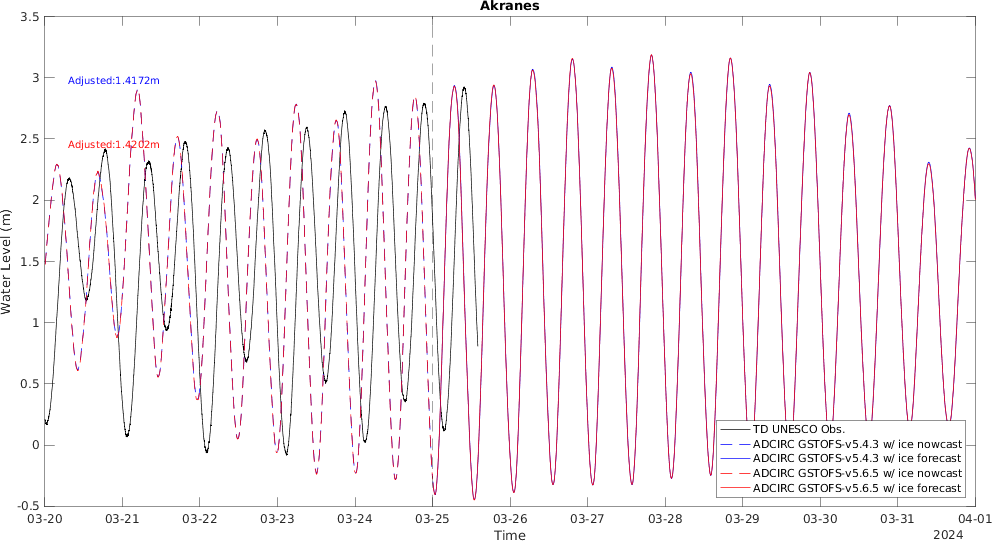 Akranes
3.5
3
2.5
2
1.5
1
0.5
0
-0.5
Water Level (m)
Adjusted:1.4172m
Adjusted:1.4202m
TD UNESCO Obs.
ADCIRC GSTOFS-v5.4.3 w/ ice nowcast
ADCIRC GSTOFS-v5.4.3 w/ ice forecast
ADCIRC GSTOFS-v5.6.5 w/ ice nowcast
ADCIRC GSTOFS-v5.6.5 w/ ice forecast
03-20 03-21 03-22 03-23 03-24 03-25 03-26 03-27 03-28 03-29 03-30 03-31 04-01
Time
2024